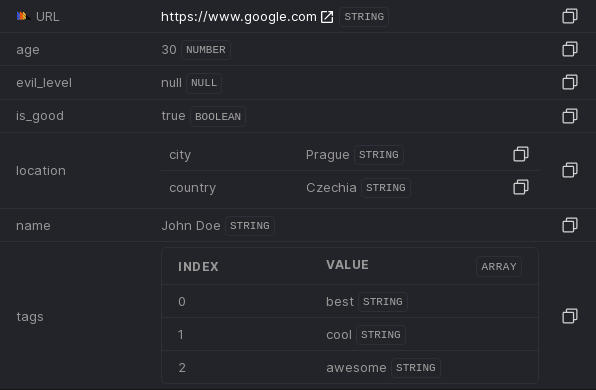 URL https://www.google.com STRING
age 30 NUMBER
evil_level null NULL
is_good true BOOLEAN
location
city Prague STRING
country Czechia STRING
name John Doe STRING
tags
INDEX VALUE ARRAY
0 best STRING
1 cool STRING
2 awesome STRING